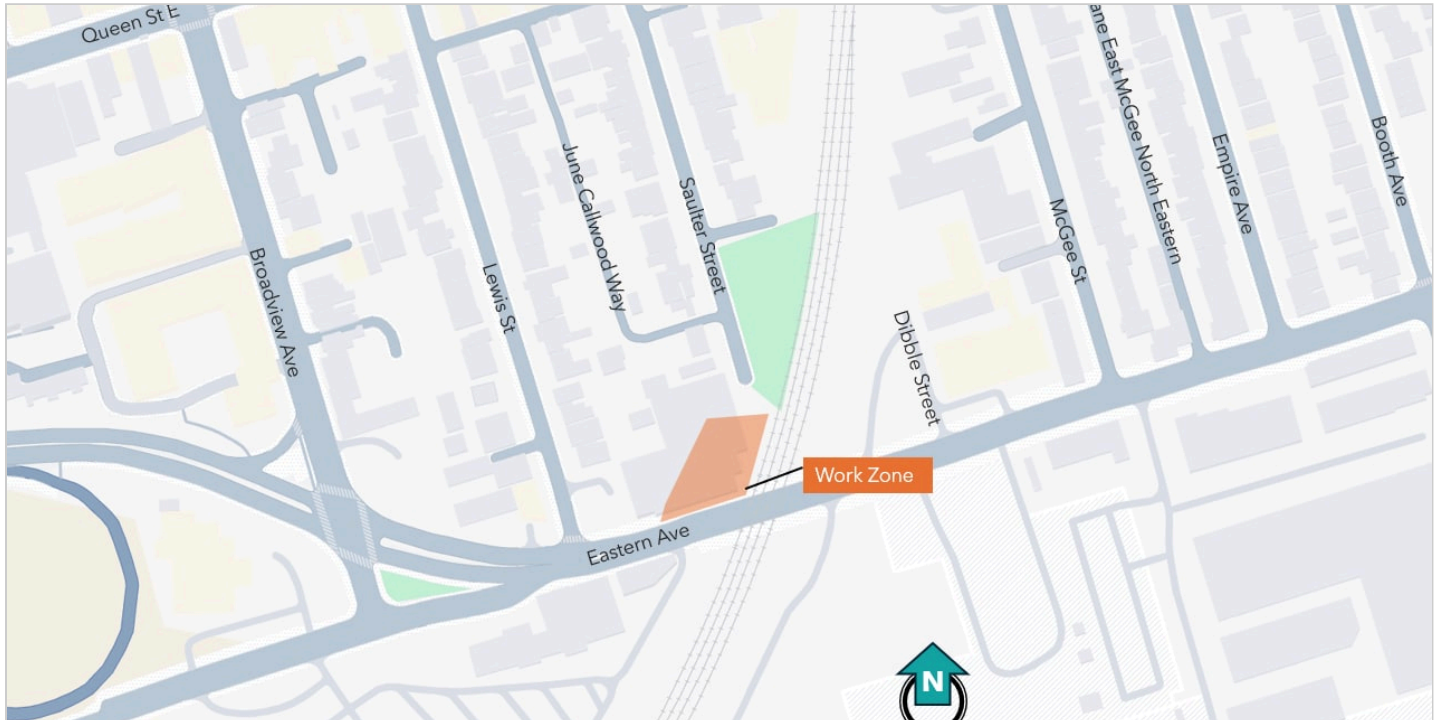 Queen St E
Broadview Ave
Lewis St
June Callwood Way
Saulter Street
McGee St
Lane East McGee North Eastern
Empire Ave
Booth Ave
Dibble Street
Work Zone
Eastern Ave
N